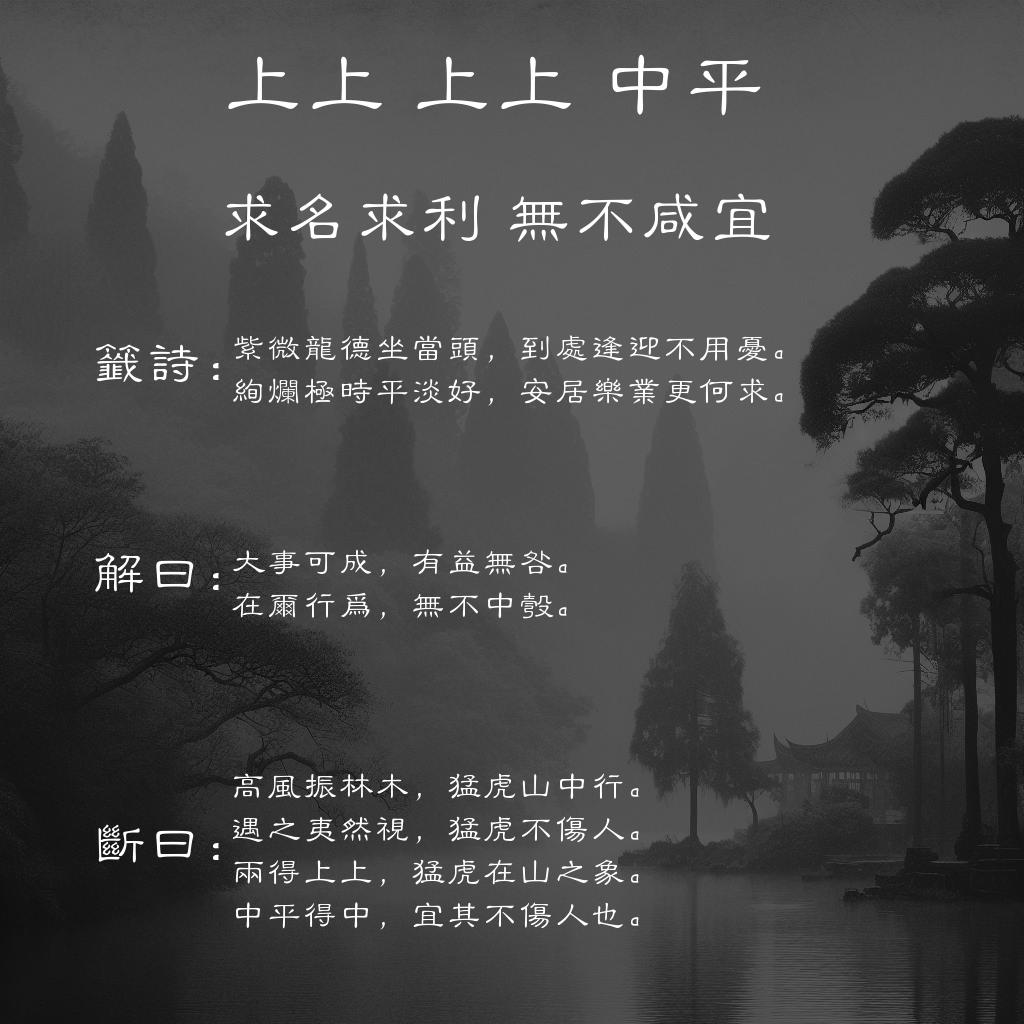 上上 上上 中平
求名求利 無不咸宜
籤詩：
紫微龍德坐當頭，到處逢迎不用憂。
絢爛極時平淡好，安居樂業更何求。
解曰：
大事可成，有益無咎。
在爾行爲，無不中彀。
斷曰：
高風振林木，猛虎山中行。
遇之夷然視，猛虎不傷人。
兩得上上，猛虎在山之象。
中平得中，宜其不傷人也。